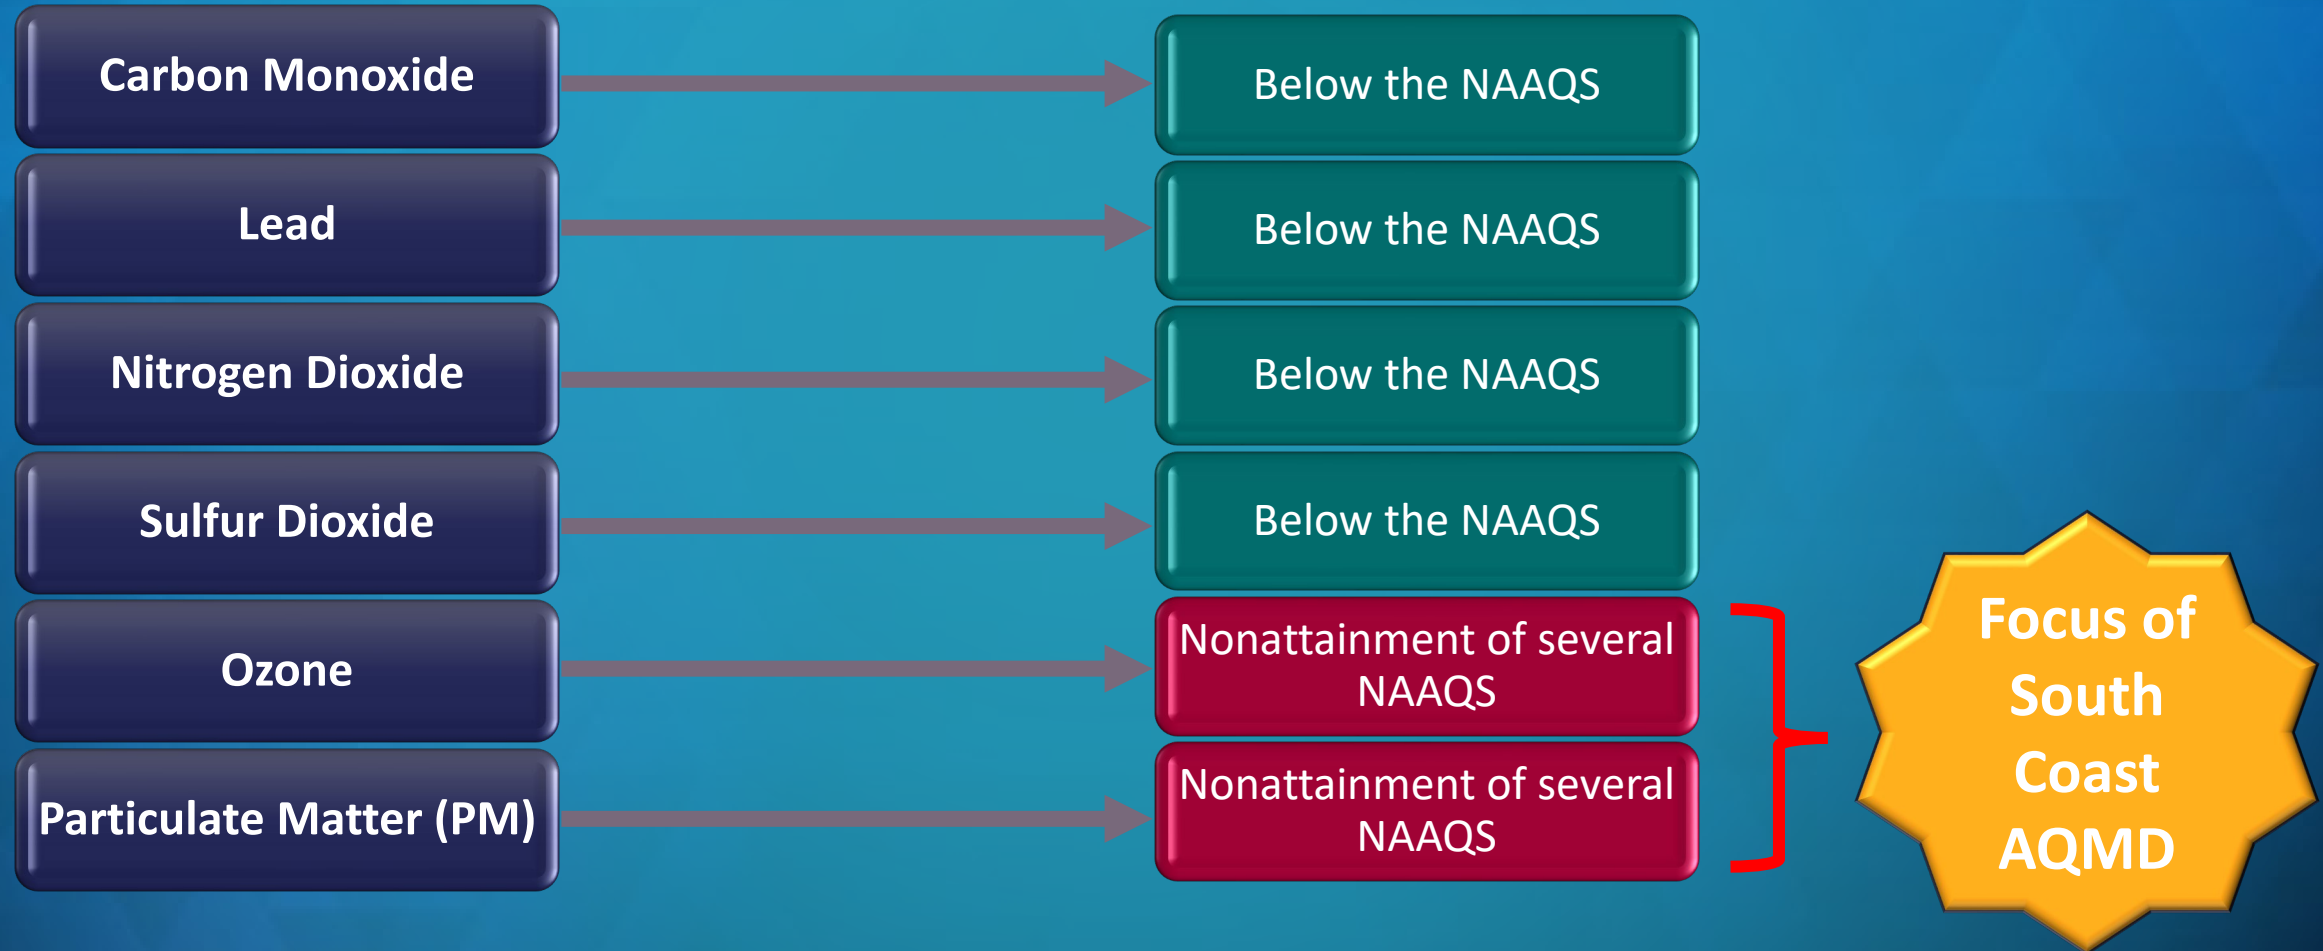 Carbon Monoxide
Below the NAAQS
Lead
Below the NAAQS
Nitrogen Dioxide
Below the NAAQS
Sulfur Dioxide
Below the NAAQS
Ozone
Nonattainment of several
NAAQS
Particulate Matter (PM)
Nonattainment of several
NAAQS
Focus of
South
Coast
AQMD